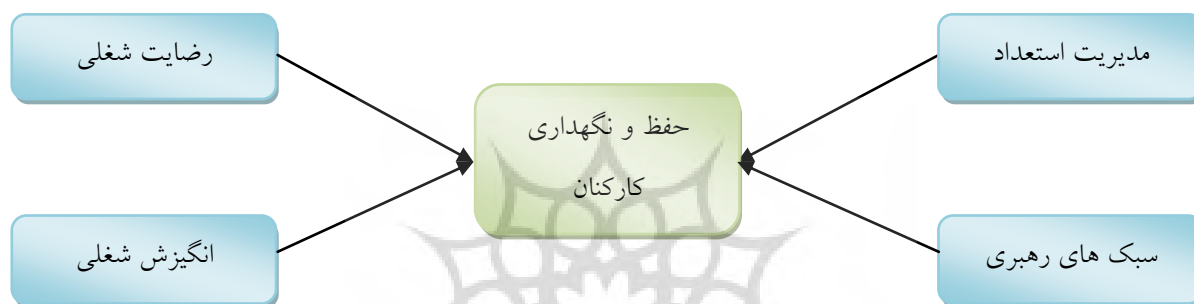 مدیریت استعداد
رضایت شغلی
حفظ و نگهداری
کارکنان
سبک های رهبری
انگیزش شغلی